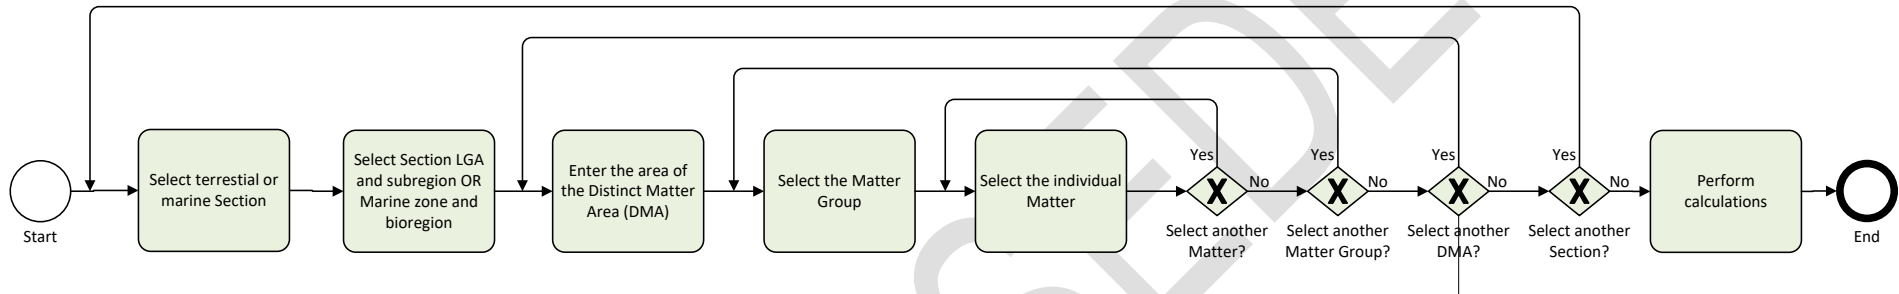 Start
Select terrestial or
marine Section
Select Section LGA
and subregion OR
Marine zone and
bioregion
Enter the area of
the Distinct Matter
Area (DMA)
Select the Matter
Group
Select the individual
Matter
Yes
X
No
Select another
Matter?
Yes
X
No
Select another
Matter Group?
Yes
X
No
Select another
DMA?
Yes
X
No
Select another
Section?
Perform
calculations
End